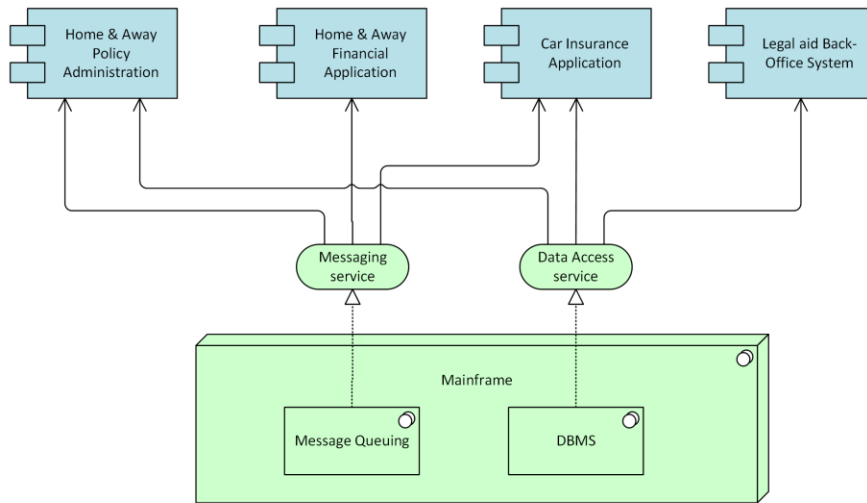 Home & Away
Policy
Administration
Home & Away
Financial
Application
Car Insurance
Application
Legal aid Back-
Office System
Messaging
service
Data Access
service
Mainframe
Message Queuing
DBMS